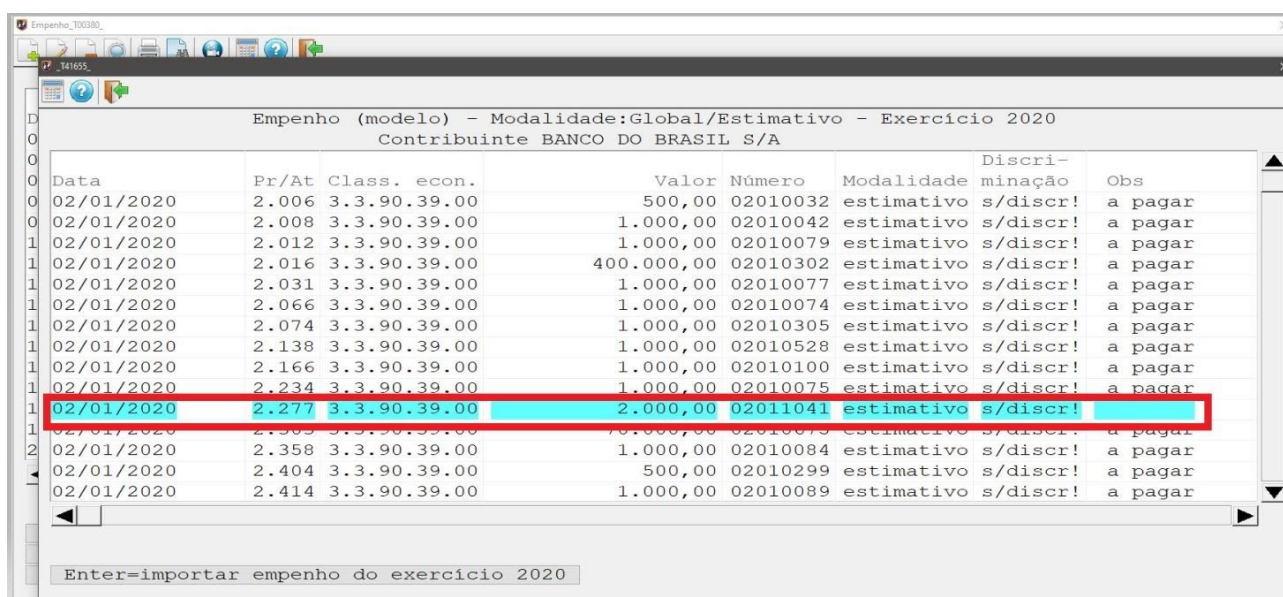 Empenho_T00380_
_T41655_
Empenho (modelo) - Modalidade:Global/Estimativo - Exercício 2020
Contribuinte BANCO DO BRASIL S/A
Discri-
Data Pr/At Class. econ. Valor Número Modalidade minação Obs
02/01/2020 2.006 3.3.90.39.00 500,00 02010032 estimativo s/discr! a pagar
02/01/2020 2.008 3.3.90.39.00 1.000,00 02010042 estimativo s/discr! a pagar
02/01/2020 2.012 3.3.90.39.00 1.000,00 02010079 estimativo s/discr! a pagar
02/01/2020 2.016 3.3.90.39.00 400.000,00 02010302 estimativo s/discr! a pagar
02/01/2020 2.031 3.3.90.39.00 1.000,00 02010077 estimativo s/discr! a pagar
02/01/2020 2.066 3.3.90.39.00 1.000,00 02010074 estimativo s/discr! a pagar
02/01/2020 2.074 3.3.90.39.00 1.000,00 02010305 estimativo s/discr! a pagar
02/01/2020 2.138 3.3.90.39.00 1.000,00 02010528 estimativo s/discr! a pagar
02/01/2020 2.166 3.3.90.39.00 1.000,00 02010100 estimativo s/discr! a pagar
02/01/2020 2.234 3.3.90.39.00 1.000,00 02010075 estimativo s/discr! a pagar
02/01/2020 2.277 3.3.90.39.00 2.000,00 02011041 estimativo s/discr!
02/01/2020 3.3.90.39.00 estimativo s/discr! a pagar
02/01/2020 2.358 3.3.90.39.00 1.000,00 02010084 estimativo s/discr! a pagar
02/01/2020 2.404 3.3.90.39.00 500,00 02010299 estimativo s/discr! a pagar
02/01/2020 2.414 3.3.90.39.00 1.000,00 02010089 estimativo s/discr! a pagar
Enter=importar empenho do exercício 2020